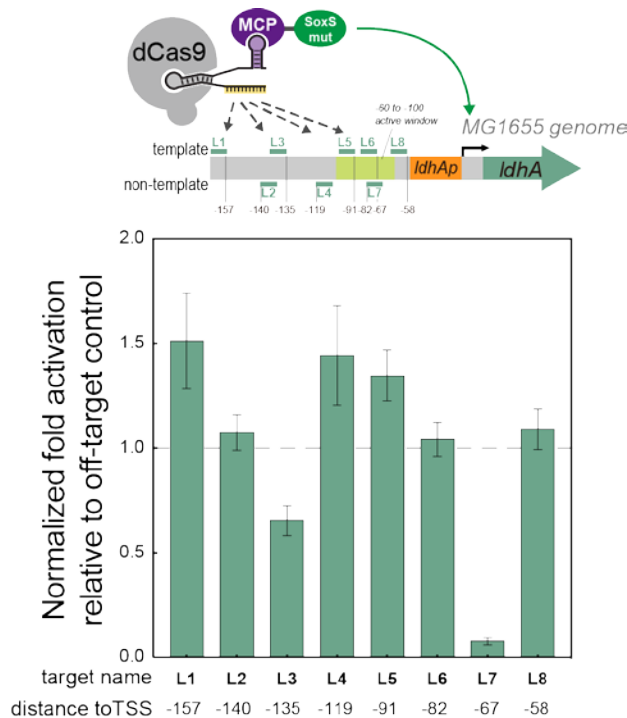 MCP
SoxS
mut
dCas9
-60 to -100
active window
MG1655 genome
template
L1
L3
L5
L6
L8
ldhAp
ldhA
non-template
L2
L4
L7
-157
-140
-135
-119
-91
-82
-67
-58
Normalized fold activation
relative to off-target control
2.0
1.5
1.0
0.5
0.0
target name L1 L2 L3 L4 L5 L6 L7 L8
distance toTSS -157 -140 -135 -119 -91 -82 -67 -58